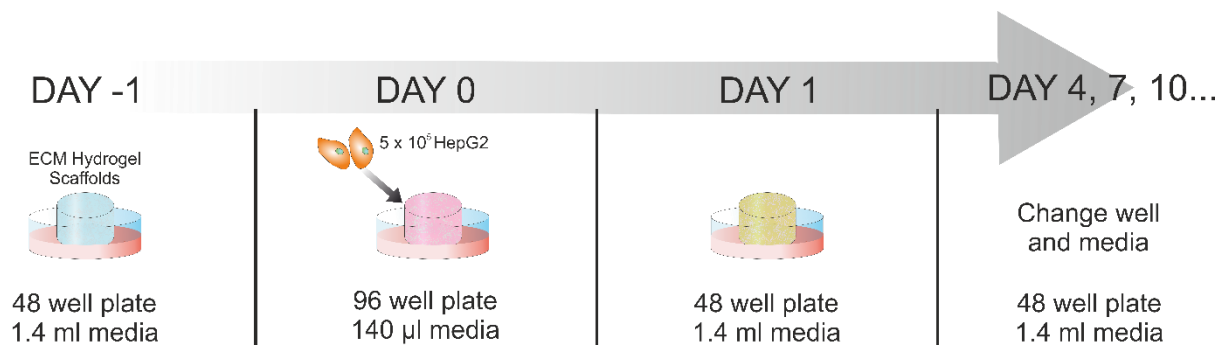 DAY -1
DAY 0
DAY 1
DAY 4, 7, 10...
ECM Hydrogel
Scaffolds
5 x 10⁵ HepG2
Change well
and media
48 well plate
1.4 ml media
96 well plate
140 µl media
48 well plate
1.4 ml media
48 well plate
1.4 ml media